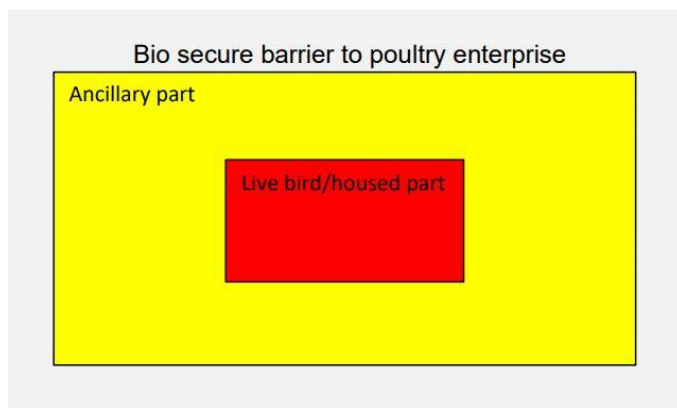 Bio secure barrier to poultry enterprise
Ancillary part
Live bird/housed part